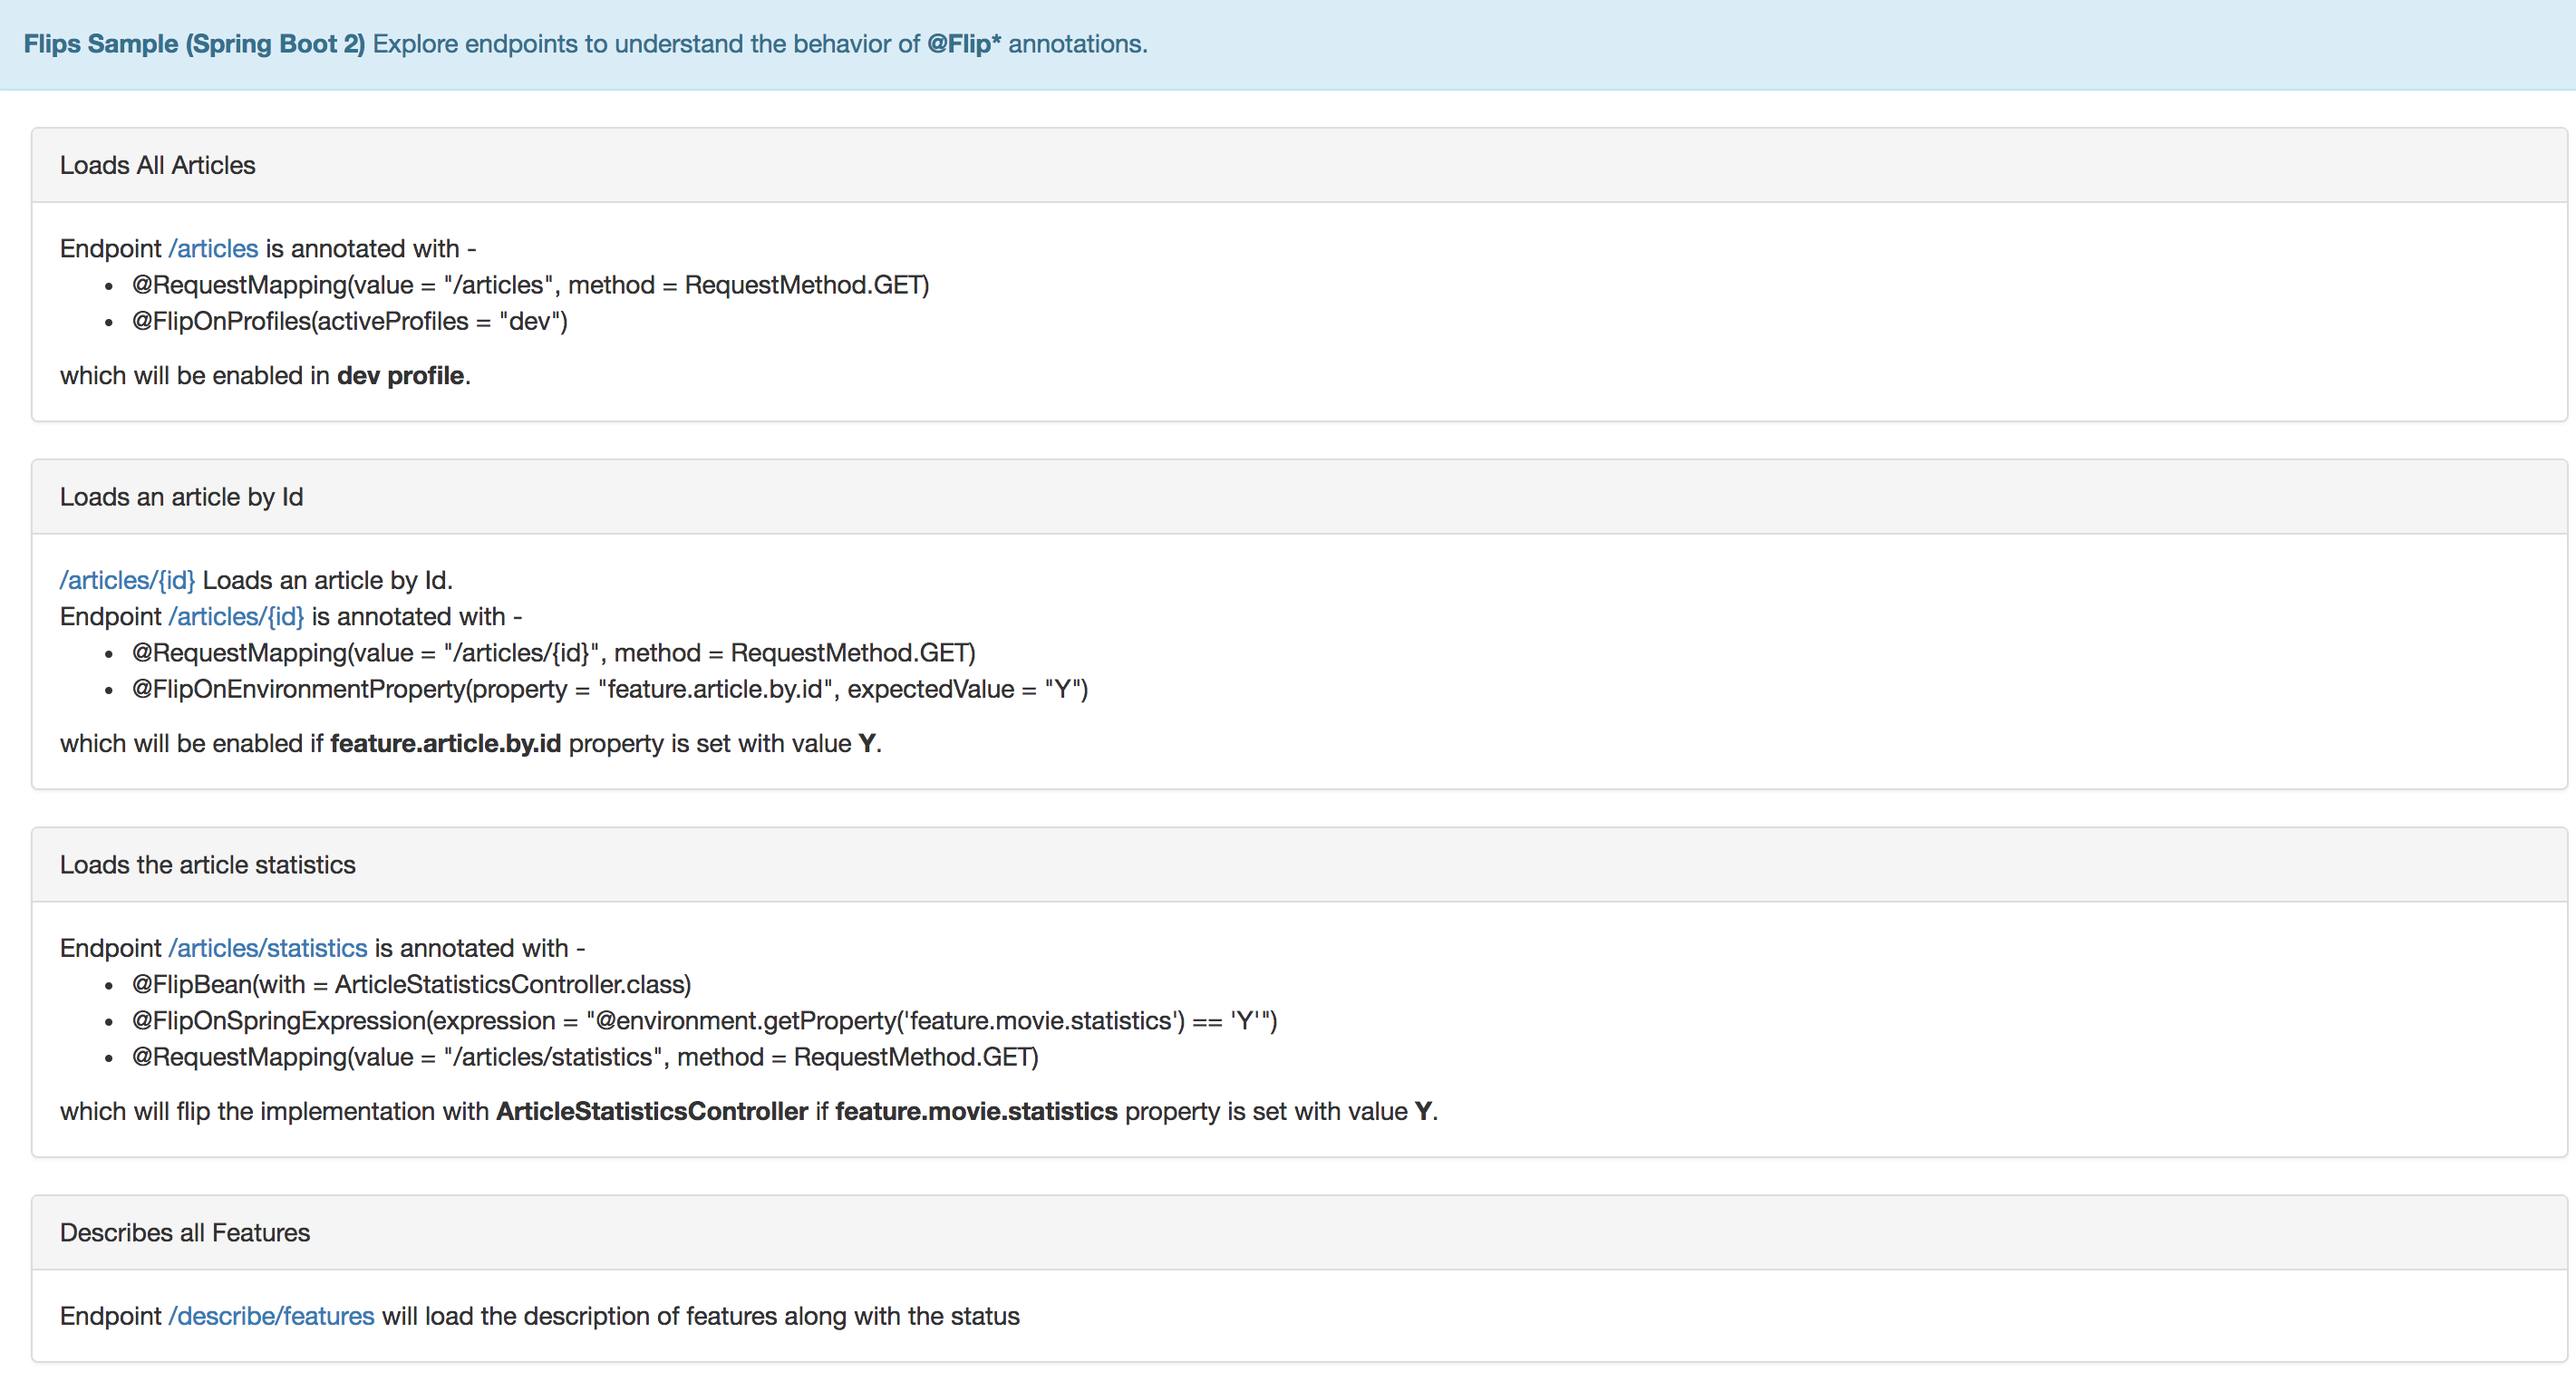 Flips Sample (Spring Boot 2) Explore endpoints to understand the behavior of @Flip* annotations.
Loads All Articles
Endpoint /articles is annotated with -
• @RequestMapping(value = "/articles", method = RequestMethod.GET)
• @FlipOnProfiles(activeProfiles = "dev")
which will be enabled in dev profile.
Loads an article by Id
/articles/{id} Loads an article by Id.
Endpoint /articles/{id} is annotated with -
• @RequestMapping(value = "/articles/{id}", method = RequestMethod.GET)
• @FlipOnEnvironmentProperty(property = "feature.article.by.id", expectedValue = "Y")
which will be enabled if feature.article.by.id property is set with value Y.
Loads the article statistics
Endpoint /articles/statistics is annotated with -
• @FlipBean(with = ArticleStatisticsController.class)
• @FlipOnSpringExpression(expression = "@environment.getProperty('feature.movie.statistics') == 'Y'")
• @RequestMapping(value = "/articles/statistics", method = RequestMethod.GET)
which will flip the implementation with ArticleStatisticsController if feature.movie.statistics property is set with value Y.
Describes all Features
Endpoint /describe/features will load the description of features along with the status